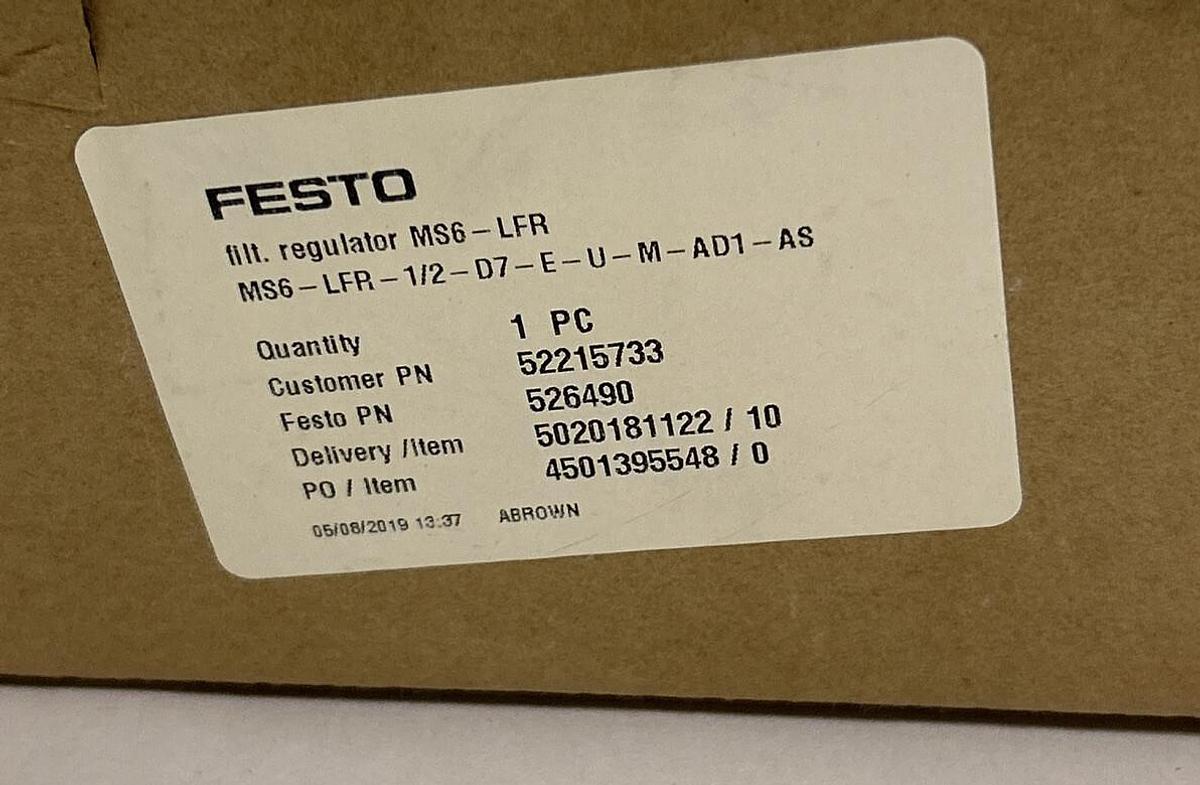 FESTO
filt. regulator MS6-LFR
MS6-LFR-1/2-D7-E-U-M-AD1-AS
Quantity 1 PC
Customer PN 52215733
Festo PN 526490
Delivery /Item 5020181122 / 10
PO / Item 4501395548 / 0
05/08/2019 13:37 ABROWN